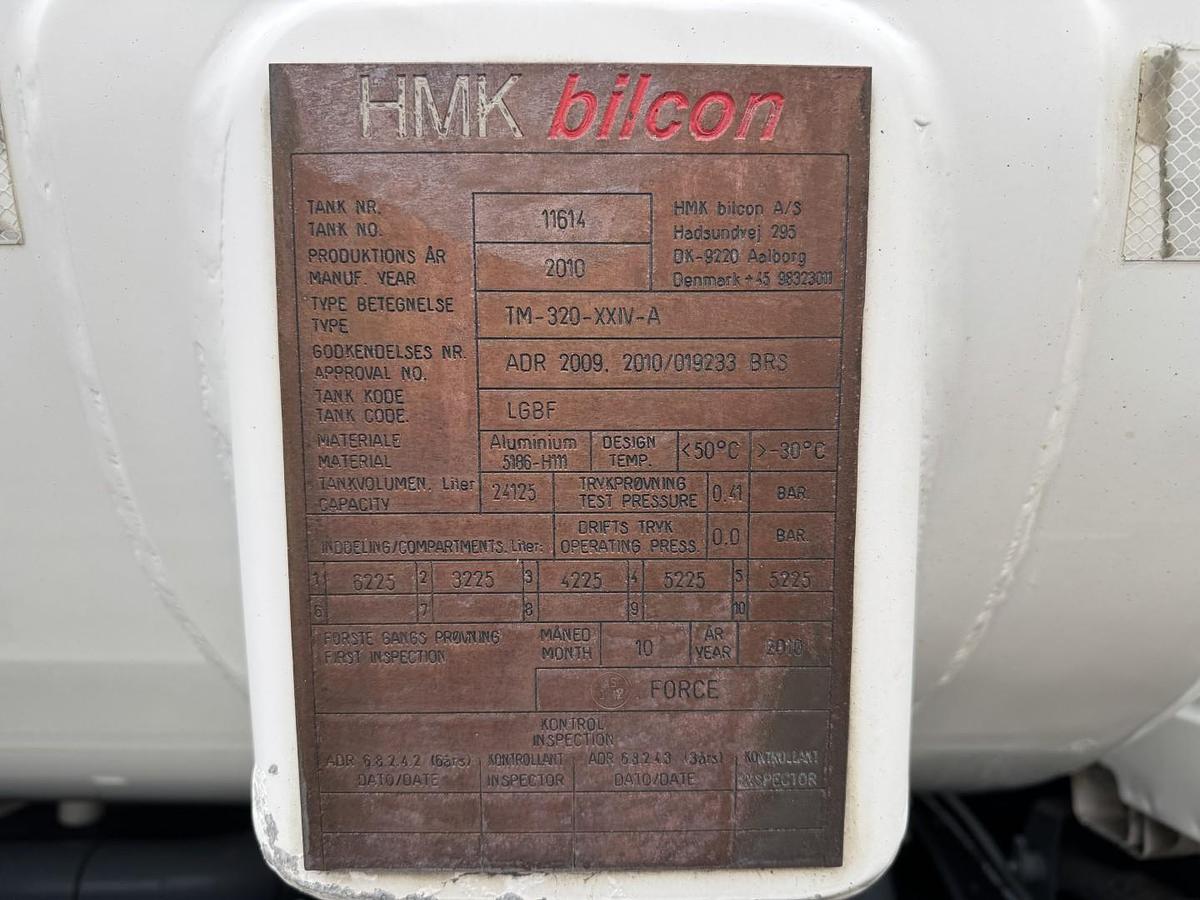 HMK bilcon
TANK NR.
TANK NO.
11614
HMK bilcon A/S
Hadsundvej 295
DK-9220 Aalborg
Denmark +45 98323011
PRODUKTIONS ÅR
MANUF. YEAR
2010
TYPE BETEGNELSE
TYPE
TM-320-XXIV-A
GODKENDELSES NR.
APPROVAL NO.
ADR 2009. 2010/019233 BRS
TANK KODE
TANK CODE.
LGBF
MATERIALE
MATERIAL
Aluminium
5186-H111
DESIGN
TEMP.
<50°C
>-30°C
TANKVOLUMEN. Liter
CAPACITY
24125
TRYKPRØVNING
TEST PRESSURE
0.41
BAR.
INDDELING/COMPARTMENTS. Liter:
DRIFTS TRYK
OPERATING PRESS.
0.0
BAR.
1 6225 2 3225 3 4225 4 5225 5 5225
6 7 8 9 10
FØRSTE GANGS PRØVNING
FIRST INSPECTION
MÅNED
MONTH
10
ÅR
YEAR
2010
FORCE
KONTROL
INSPECTION
ADR 6.8.2.4.2 (6års)
DATO/DATE
KONTROLLANT
INSPECTOR
ADR 6.8.2.4.3 (3års)
DATO/DATE
KONTROLLANT
INSPECTOR